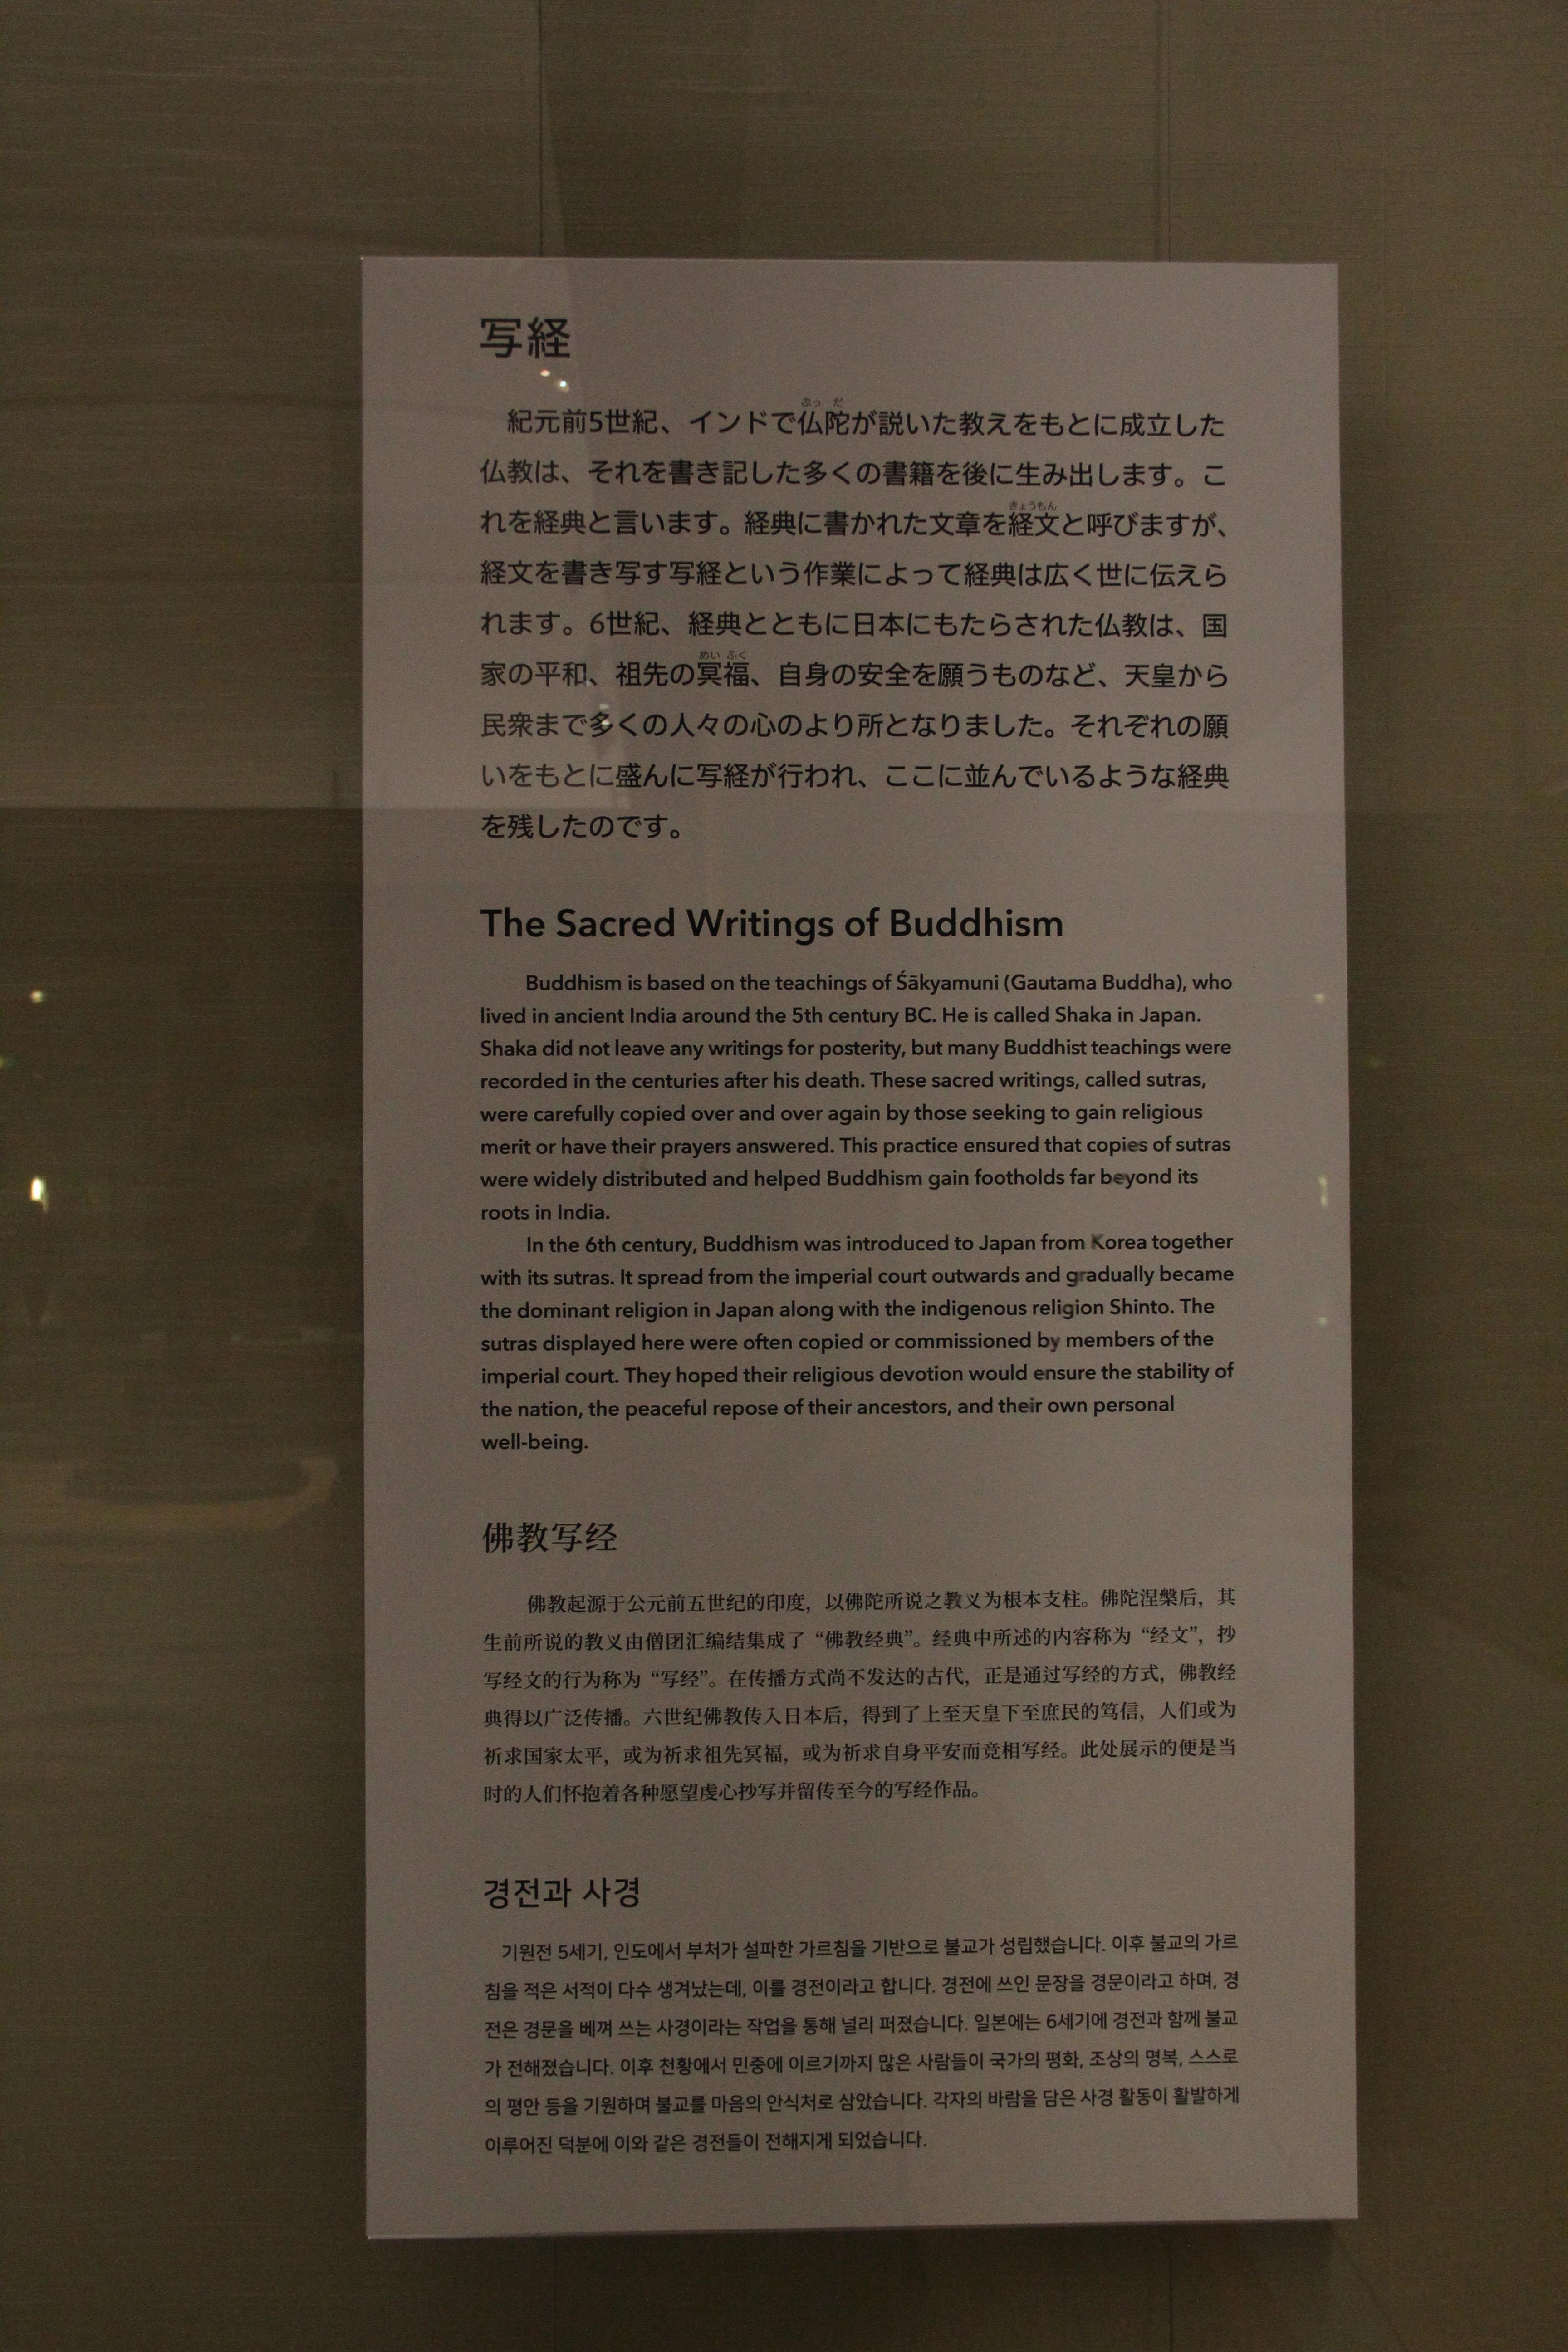 写経
紀元前5世紀、インドで仏陀が説いた教えをもとに成立した
仏教は、それを書き記した多くの書籍を後に生み出します。こ
れを経典と言います。経典に書かれた文章を経文と呼びますが、
経文を書き写す写経という作業によって経典は広く世に伝えら
れます。6世紀、経典とともに日本にもたらされた仏教は、国
家の平和、祖先の冥福、自身の安全を願うものなど、天皇から
民衆まで多くの人々の心のより所となりました。それぞれの願
いをもとに盛んに写経が行われ、ここに並んでいるような経典
を残したのです。
The Sacred Writings of Buddhism
Buddhism is based on the teachings of Śākyamuni (Gautama Buddha), who
lived in ancient India around the 5th century BC. He is called Shaka in Japan.
Shaka did not leave any writings for posterity, but many Buddhist teachings were
recorded in the centuries after his death. These sacred writings, called sutras,
were carefully copied over and over again by those seeking to gain religious
merit or have their prayers answered. This practice ensured that copies of sutras
were widely distributed and helped Buddhism gain footholds far beyond its
roots in India.
In the 6th century, Buddhism was introduced to Japan from Korea together
with its sutras. It spread from the imperial court outwards and gradually became
the dominant religion in Japan along with the indigenous religion Shinto. The
sutras displayed here were often copied or commissioned by members of the
imperial court. They hoped their religious devotion would ensure the stability of
the nation, the peaceful repose of their ancestors, and their own personal
well-being.
佛教写经
佛教起源于公元前五世纪的印度，以佛陀所说之教义为根本支柱。佛陀涅槃后，其
生前所说的教义由僧团汇编结集成了“佛教经典”。经典中所述的内容称为“经文”，抄
写经文的行为称为“写经”。在传播方式尚不发达的古代，正是通过写经的方式，佛教经
典得以广泛传播。六世纪佛教传入日本后，得到了上至天皇下至庶民的笃信，人们或为
祈求国家太平，或为祈求祖先冥福，或为祈求自身平安而竞相写经。此处展示的便是当
时的人们怀抱着各种愿望虔心抄写并留传至今的写经作品。
경전과 사경
기원전 5세기, 인도에서 부처가 설파한 가르침을 기반으로 불교가 성립했습니다. 이후 불교의 가르
침을 적은 서적이 다수 생겨났는데, 이를 경전이라고 합니다. 경전에 쓰인 문장을 경문이라고 하며, 경
전은 경문을 베껴 쓰는 사경이라는 작업을 통해 널리 퍼졌습니다. 일본에는 6세기에 경전과 함께 불교
가 전해졌습니다. 이후 천황에서 민중에 이르기까지 많은 사람들이 국가의 평화, 조상의 명복, 스스로
의 평안 등을 기원하며 불교를 마음의 안식처로 삼았습니다. 각자의 바람을 담은 사경 활동이 활발하게
이루어진 덕분에 이와 같은 경전들이 전해지게 되었습니다.